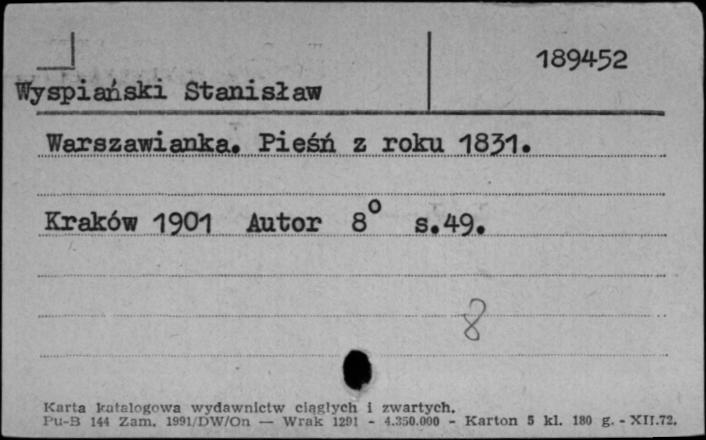 189452
Wyspiański Stanisław
Warszawianka. Pieśń z roku 1831.
Kraków 1901 Autor 8° s.49.
8
Karta katalogowa wydawnictw ciągłych i zwartych.
Pu-B 144 Zam. 1991/DW/On — Wrak 1291 - 4.350.000 - Karton 5 kl. 180 g. - XII.72.